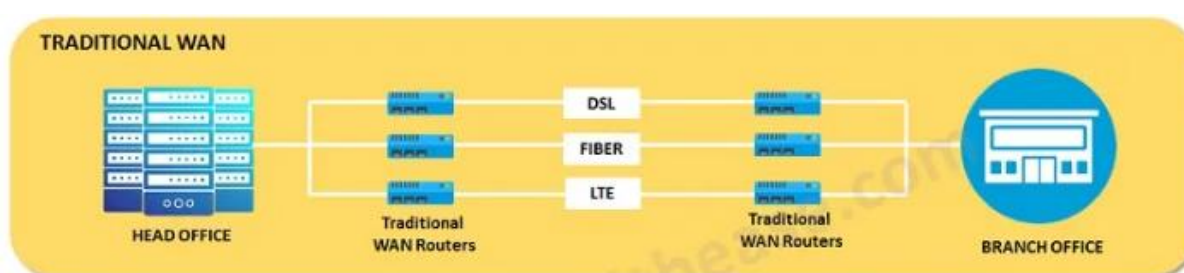 TRADITIONAL WAN
DSL
FIBER
LTE
HEAD OFFICE
Traditional
WAN Routers
Traditional
WAN Routers
BRANCH OFFICE